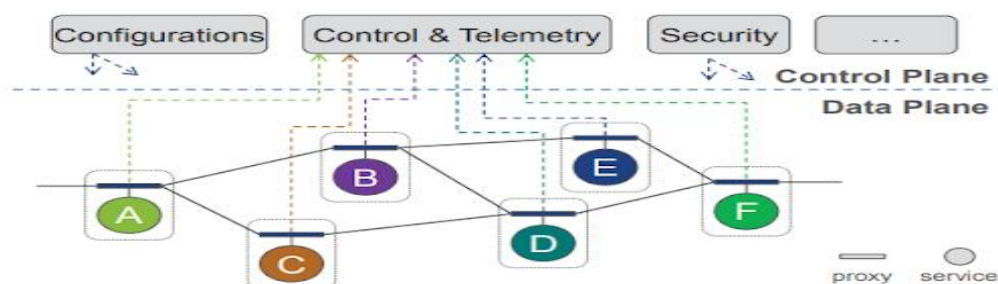 Configurations
Control & Telemetry
Security
...
Control Plane
Data Plane
A
B
C
D
E
F
proxy
service